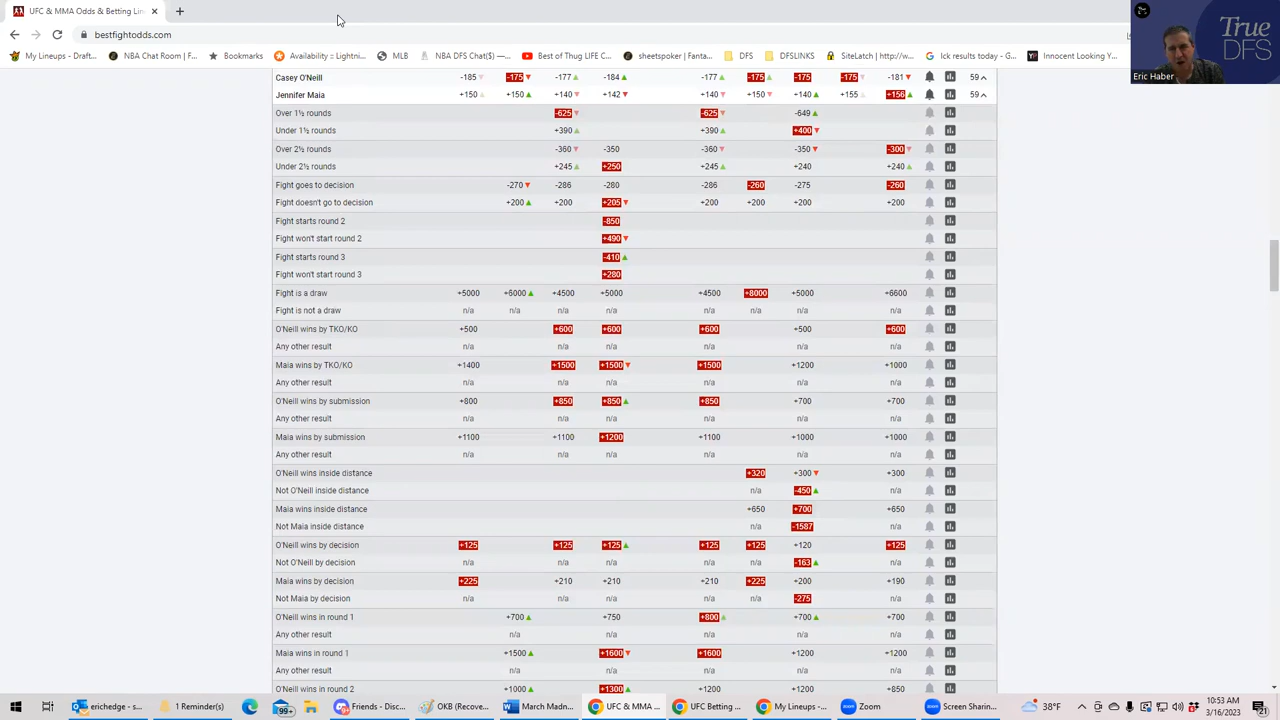 UFC & MMA Odds & Betting Lin
bestfightodds.com
My Lineups - Draft... NBA Chat Room | F... NBA Grid Hive - % P... Bookmarks Availability :: Lightni... MLB NBA DFS CHAT) —... Best of Thug LIFE C... sheetspoker | Fanta... DFS DFSLINKS SiteLatch | http://w... lck results today - G... Innocent Looking Y...
True DFS
Eric Haber
Casey O'Neill -185 -175 -177 -184 -177 -175 -175 -175 -181 59
Jennifer Maia +150 +150 +140 +142 +140 +150 +140 +155 +156 59
Over 1½ rounds -625 -625 -649
Under 1½ rounds +390 +390 +400
Over 2½ rounds -360 -350 -360 -350 -300
Under 2½ rounds +245 +250 +245 +240 +240
Fight goes to decision -270 -286 -280 -286 -260 -275 -260
Fight doesn't go to decision +200 +200 +205 +200 +200 +200 +200
Fight starts round 2 -850
Fight won't start round 2 +490
Fight starts round 3 -410
Fight won't start round 3 +280
Fight is a draw +5000 +6000 +4500 +5000 +4500 +8000 +5000 +6600
Fight is not a draw n/a n/a n/a n/a n/a n/a n/a n/a
O'Neill wins by TKO/KO +500 +600 +600 +600 +500 +600
Any other result n/a n/a n/a n/a n/a n/a
Maia wins by TKO/KO +1400 +1500 +1500 +1500 +1200 +1000
Any other result n/a n/a n/a n/a n/a n/a
O'Neill wins by submission +800 +850 +850 +850 +700 +700
Any other result n/a n/a n/a n/a n/a n/a
Maia wins by submission +1100 +1100 +1200 +1100 +1000 +1000
Any other result n/a n/a n/a n/a n/a n/a
O'Neill wins inside distance +320 +300 +300
Not O'Neill inside distance n/a -450 n/a
Maia wins inside distance +650 +700 +650
Not Maia inside distance n/a -1587 n/a
O'Neill wins by decision +125 +125 +125 +125 +125 +120 +125
Not O'Neill by decision n/a n/a n/a n/a n/a -163 n/a
Maia wins by decision +225 +210 +210 +210 +225 +200 +190
Not Maia by decision n/a n/a n/a n/a n/a -275 n/a
O'Neill wins in round 1 +700 +750 +800 +700 +700
Any other result n/a n/a n/a n/a n/a
Maia wins in round 1 +1500 +1600 +1600 +1200 +1200
Any other result n/a n/a n/a n/a n/a
O'Neill wins in round 2 +1000 +1300 +1200 +1200 +850
99+ erichedge - s... 1 Reminder(s) Friends - Di... OKB (Recove... March Madn... UFC & MMA ... UFC Betting ... My Lineups -... Zoom Screen Sharin... 38°F 10:53 AM
3/16/2023 21